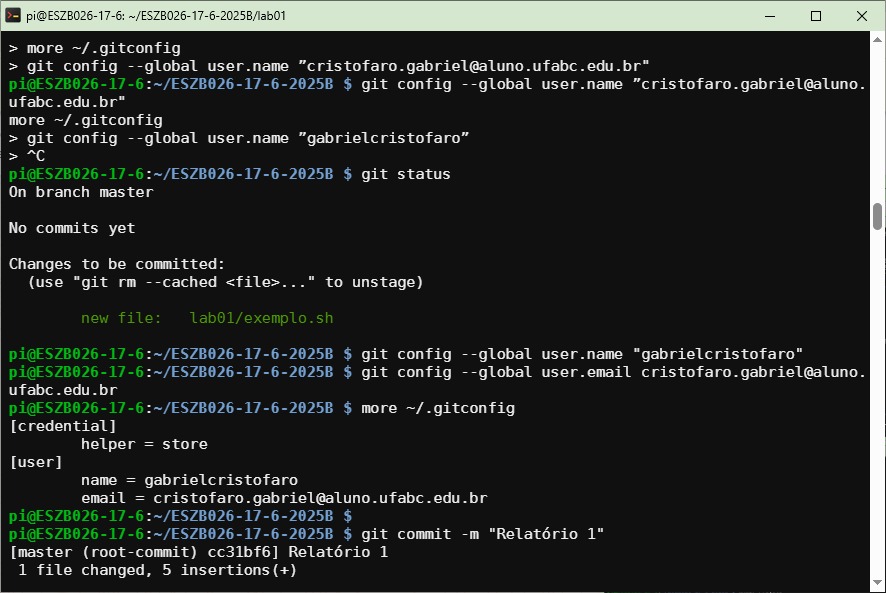 pi@ESZB026-17-6: ~/ESZB026-17-6-2025B/lab01
> more ~/.gitconfig
> git config --global user.name ”cristofaro.gabriel@aluno.ufabc.edu.br"
pi@ESZB026-17-6:~/ESZB026-17-6-2025B $ git config --global user.name ”cristofaro.gabriel@aluno.
ufabc.edu.br"
more ~/.gitconfig
> git config --global user.name ”gabrielcristofaro”
> ^C
pi@ESZB026-17-6:~/ESZB026-17-6-2025B $ git status
On branch master
No commits yet
Changes to be committed:
  (use "git rm --cached <file>..." to unstage)
        new file:   lab01/exemplo.sh
pi@ESZB026-17-6:~/ESZB026-17-6-2025B $ git config --global user.name "gabrielcristofaro"
pi@ESZB026-17-6:~/ESZB026-17-6-2025B $ git config --global user.email cristofaro.gabriel@aluno.
ufabc.edu.br
pi@ESZB026-17-6:~/ESZB026-17-6-2025B $ more ~/.gitconfig
[credential]
        helper = store
[user]
        name = gabrielcristofaro
        email = cristofaro.gabriel@aluno.ufabc.edu.br
pi@ESZB026-17-6:~/ESZB026-17-6-2025B $
pi@ESZB026-17-6:~/ESZB026-17-6-2025B $ git commit -m "Relatório 1"
[master (root-commit) cc31bf6] Relatório 1
 1 file changed, 5 insertions(+)